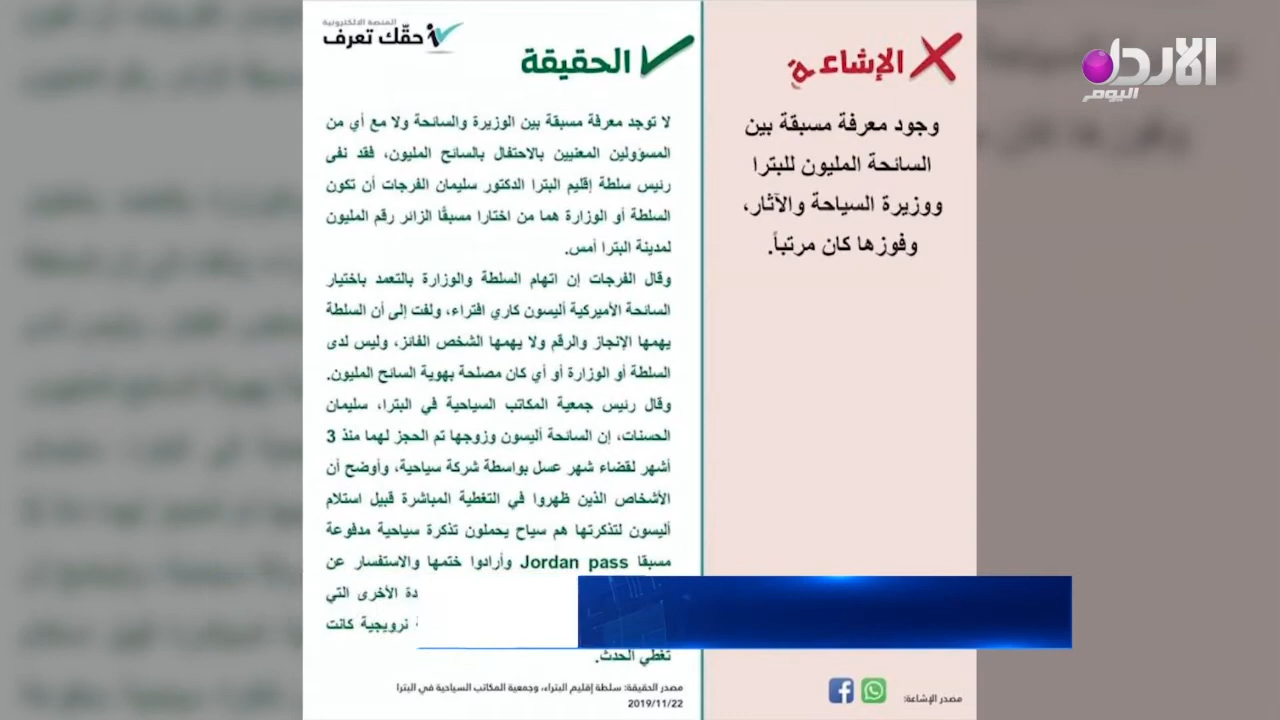 الأردن
اليوم
الإشاعة
وجود معرفة مسبقة بين
السائحة المليون للبترا
ووزيرة السياحة والآثار،
وفوزها كان مرتباً.
مصدر الإشاعة:
المنصة الالكترونية
حقّك تعرف
الحقيقة
لا توجد معرفة مسبقة بين الوزيرة والسائحة ولا مع أي من
المسؤولين المعنيين بالاحتفال بالسائح المليون، فقد نفى
رئيس سلطة إقليم البترا الدكتور سليمان الفرجات أن تكون
السلطة أو الوزارة هما من اختارا مسبقًا الزائر رقم المليون
لمدينة البترا أمس.
وقال الفرجات إن اتهام السلطة والوزارة بالتعمد باختيار
السائحة الأميركية أليسون كاري افتراء، ولفت إلى أن السلطة
يهمها الإنجاز والرقم ولا يهمها الشخص الفائز، وليس لدى
السلطة أو الوزارة أو أي كان مصلحة بهوية السائح المليون.
وقال رئيس جمعية المكاتب السياحية في البترا، سليمان
الحسنات، إن السائحة أليسون وزوجها تم الحجز لهما منذ 3
أشهر لقضاء شهر عسل بواسطة شركة سياحية، وأوضح أن
الأشخاص الذين ظهروا في التغطية المباشرة قبيل استلام
أليسون لتذكرتها هم سياح يحملون تذكرة سياحية مدفوعة
مسبقا Jordan pass وأرادوا ختمها والاستفسار عن
الأخرى التي
نرويجية كانت
تغطي الحدث.
مصدر الحقيقة: سلطة إقليم البتراء، وجمعية المكاتب السياحية في البترا
2019/11/22